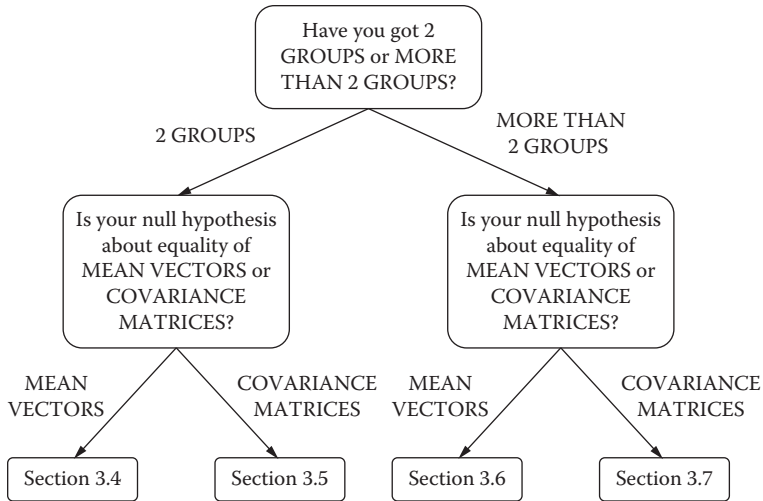 Have you got 2
GROUPS or MORE
THAN 2 GROUPS?
2 GROUPS
MORE THAN
2 GROUPS
Is your null hypothesis
about equality of
MEAN VECTORS or
COVARIANCE
MATRICES?
Is your null hypothesis
about equality of
MEAN VECTORS or
COVARIANCE
MATRICES?
MEAN
VECTORS
COVARIANCE
MATRICES
MEAN
VECTORS
COVARIANCE
MATRICES
Section 3.4
Section 3.5
Section 3.6
Section 3.7